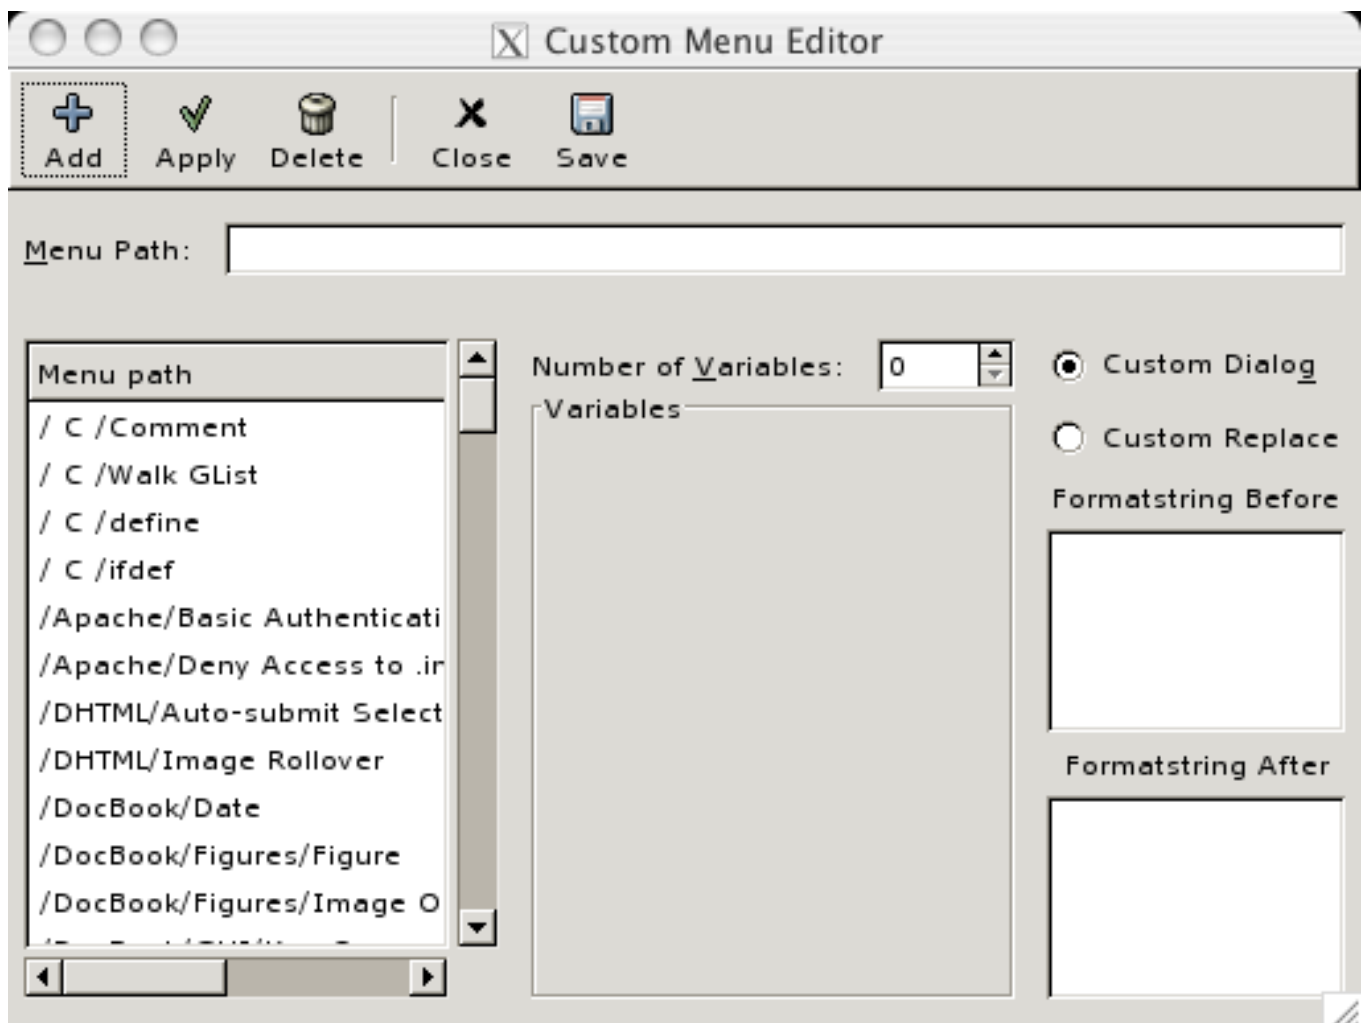 Custom Menu Editor
Add Apply Delete Close Save
Menu Path:
Menu path
/ C /Comment
/ C /Walk GList
/ C /define
/ C /ifdef
/Apache/Basic Authenticati
/Apache/Deny Access to .in
/DHTML/Auto-submit Select
/DHTML/Image Rollover
/DocBook/Date
/DocBook/Figures/Figure
/DocBook/Figures/Image O
Number of Variables: 0
Variables
Custom Dialog
Custom Replace
Formatstring Before
Formatstring After